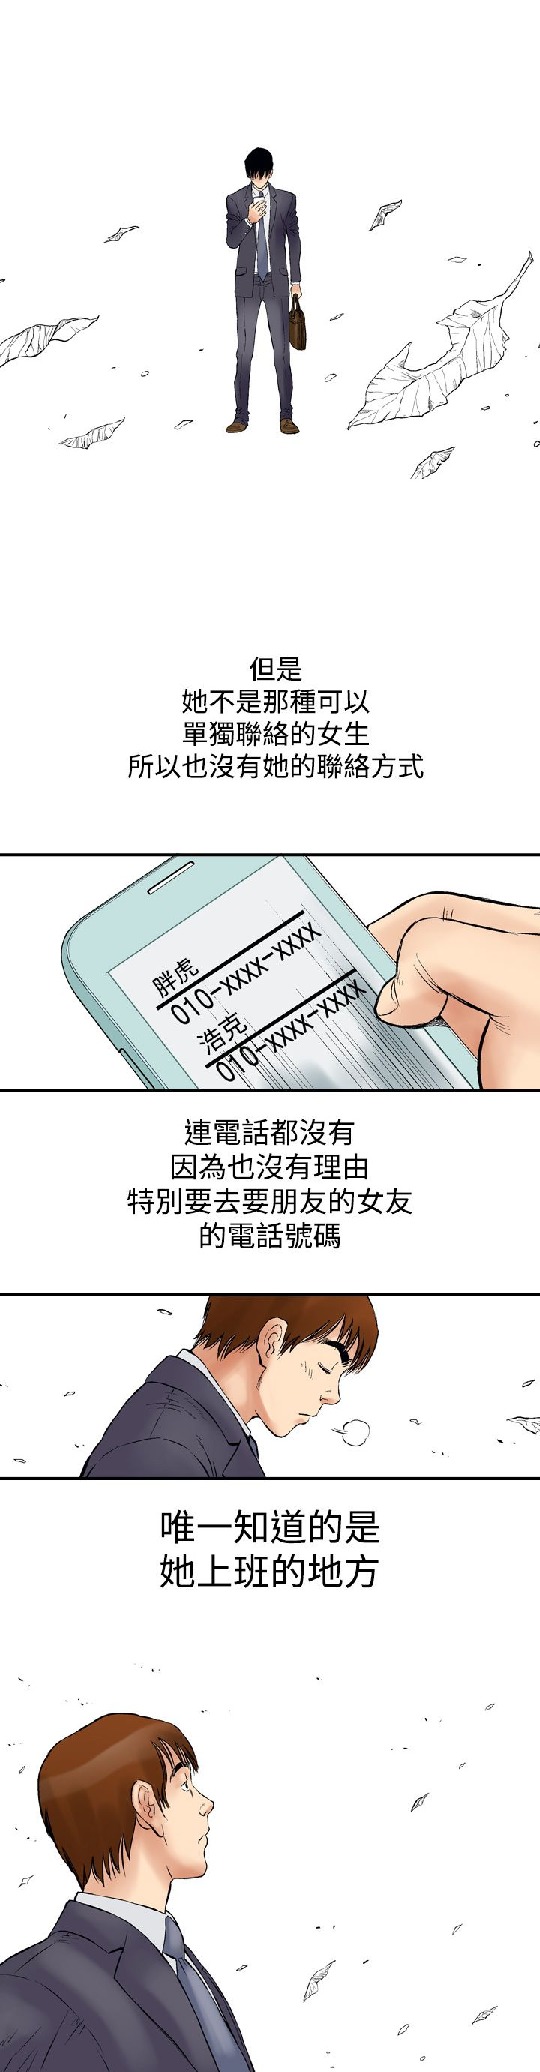 但是
她不是那種可以
單獨聯絡的女生
所以也沒有她的聯絡方式
胖虎
010-xxxx-xxxx
浩克
010-xxxx-xxxx
連電話都沒有
因為也沒有理由
特別要去要朋友的女友
的電話號碼
唯一知道的是
她上班的地方